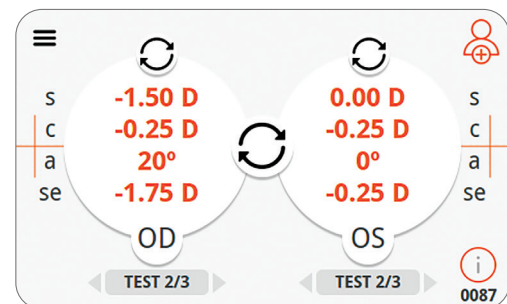 s -1.50 D 0.00 D s
c -0.25 D -0.25 D c
a 20º 0º a
se -1.75 D -0.25 D se
OD OS
TEST 2/3 TEST 2/3
i
0087